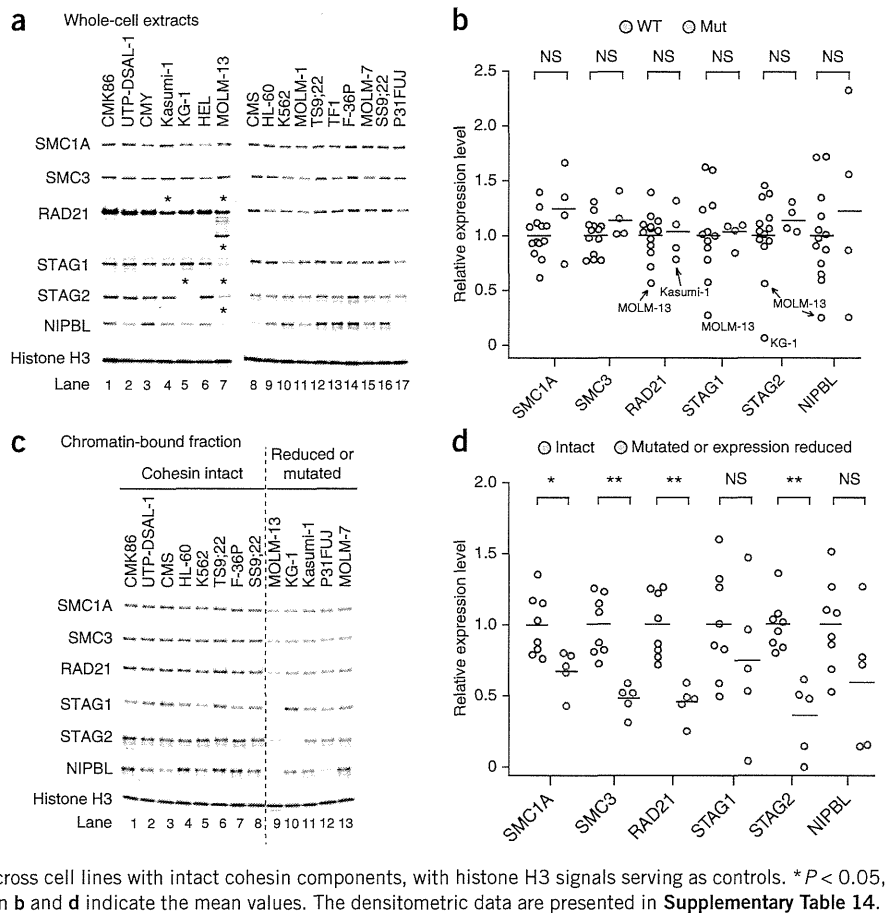 a
Whole-cell extracts
CMK86
UTP-DSAL-1
CMY
Kasumi-1
KG-1
HEL
MOLM-13
CMS
HL-60
K562
MOLM-1
TS9;22
TF1
F-36P
MOLM-7
SS9;22
P31FUJ
SMC1A
SMC3
* *
RAD21
*
STAG1
* *
STAG2
*
NIPBL
Histone H3
Lane 1 2 3 4 5 6 7 8 9 10 11 12 13 14 15 16 17
b
WT Mut
NS NS NS NS NS NS
2.5
2.0
1.5
1.0
0.5
0
Relative expression level
MOLM-13
Kasumi-1
MOLM-13
MOLM-13
KG-1
SMC1A
SMC3
RAD21
STAG1
STAG2
NIPBL
c
Chromatin-bound fraction
Cohesin intact
Reduced or
mutated
CMK86
UTP-DSAL-1
CMS
HL-60
K562
TS9;22
F-36P
SS9;22
MOLM-13
KG-1
Kasumi-1
P31FUJ
MOLM-7
SMC1A
SMC3
RAD21
STAG1
STAG2
NIPBL
Histone H3
Lane 1 2 3 4 5 6 7 8 9 10 11 12 13
d
Intact Mutated or expression reduced
* ** ** NS ** NS
2.0
1.5
1.0
0.5
0
Relative expression level
SMC1A
SMC3
RAD21
STAG1
STAG2
NIPBL
cross cell lines with intact cohesin components, with histone H3 signals serving as controls. *P < 0.05,
n b and d indicate the mean values. The densitometric data are presented in Supplementary Table 14.